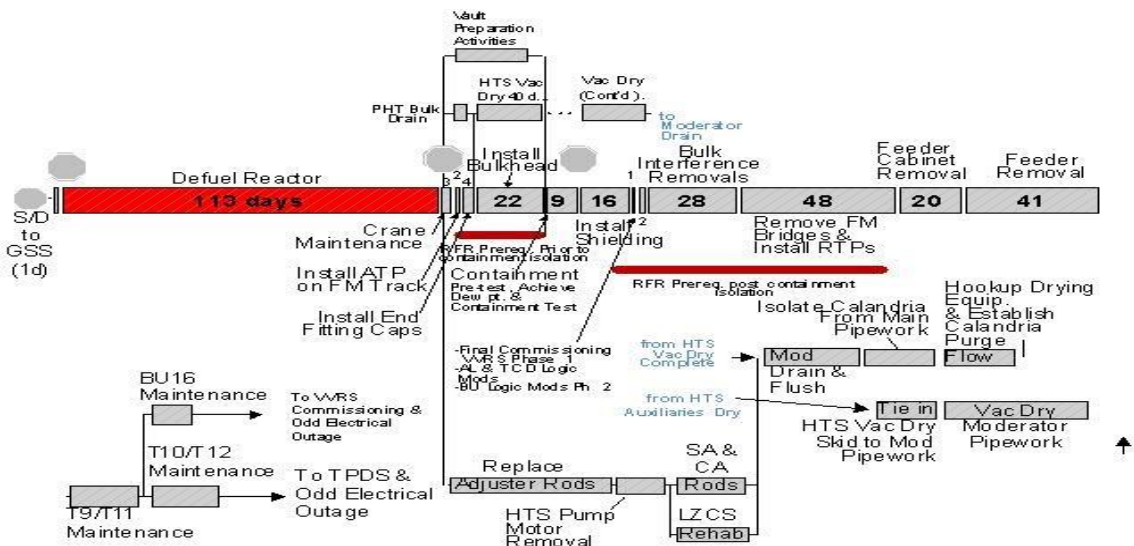 Vault
Preparation
Activities
HTS Vac
Dry 40 d...
Vac Dry
(Cont'd).
PHT Bulk
Drain
...
to
Moderator
Drain
Install
Bulkhead
Bulk
Interference
Removals
Feeder
Cabinet
Removal
Feeder
Removal
Defuel Reactor
113 days
3
2
4
22
9
16
1
2
28
48
20
41
S/D
to
GSS
(1d)
Crane
Maintenance
Install ATP
on FM Track
Install End
Fitting Caps
RFR Prereq. Prior to
containment isolation
Containment
Pre-test, Achieve
Dew pt. &
Containment Test
Install
Shielding
Remove FM
Bridges &
Install RTPs
RFR Prereq. post containment
isolation
Isolate Calandria
From Main
Pipework
Hookup Drying
Equip.
& Establish
Calandria
Purge
Flow
-Final Commissioning
WRS Phase 1
-AL & TCD Logic
Mods
-BU Logic Mods Ph 2
from HTS
Vac Dry
Complete
Mod
Drain &
Flush
from HTS
Auxiliaries Dry
Tie in
HTS Vac Dry
Skid to Mod
Pipework
Vac Dry
Moderator
Pipework
BU16
Maintenance
To WRS
Commissioning &
Odd Electrical
Outage
T10/T12
Maintenance
To TPDS &
Odd Electrical
Outage
T9/T11
Maintenance
Replace
Adjuster Rods
HTS Pump
Motor
Removal
SA &
CA
Rods
LZCS
Rehab